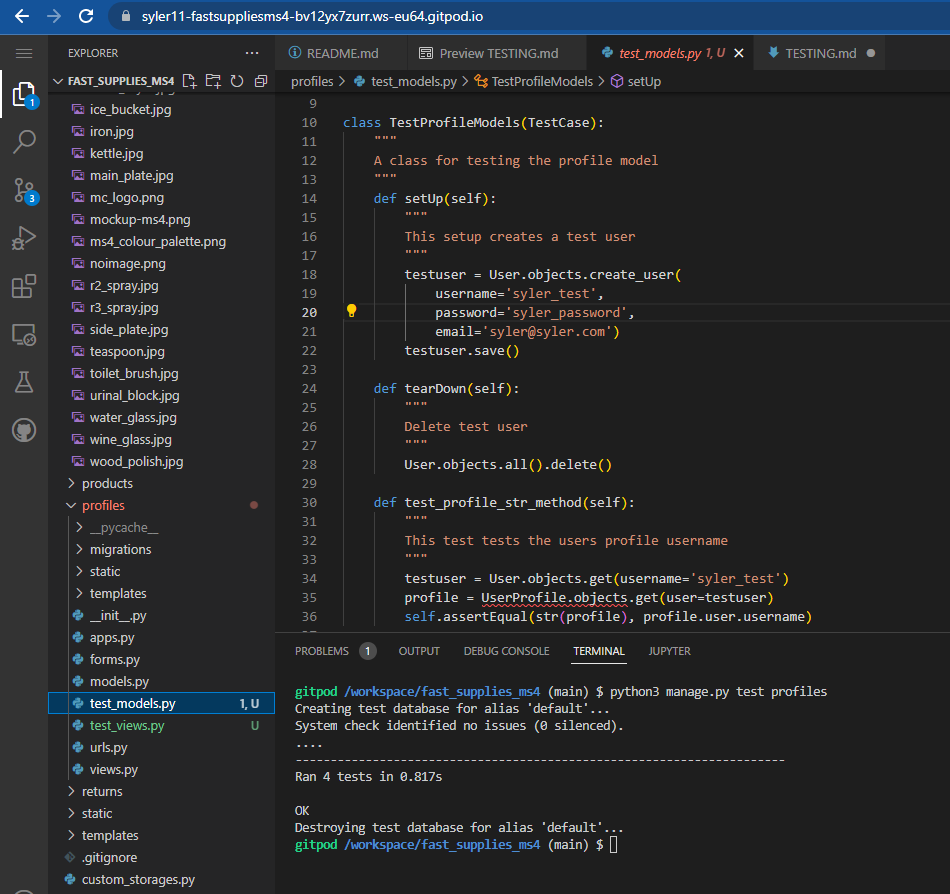 syler11-fastsuppliesms4-bv12yx7zurr.ws-eu64.gitpod.io
EXPLORER ...
README.md
Preview TESTING.md
test_models.py 1, U
TESTING.md
FAST_SUPPLIES_MS4
profiles > test_models.py > TestProfileModels > setUp
1
3
ice_bucket.jpg
iron.jpg
kettle.jpg
main_plate.jpg
mc_logo.png
mockup-ms4.png
ms4_colour_palette.png
noimage.png
r2_spray.jpg
r3_spray.jpg
side_plate.jpg
teaspoon.jpg
toilet_brush.jpg
urinal_block.jpg
water_glass.jpg
wine_glass.jpg
wood_polish.jpg
products
profiles
__pycache__
migrations
static
templates
__init__.py
apps.py
forms.py
models.py
test_models.py 1, U
test_views.py U
urls.py
views.py
returns
static
templates
.gitignore
custom_storages.py
9
10 class TestProfileModels(TestCase):
11 """
12 A class for testing the profile model
13 """
14 def setUp(self):
15 """
16 This setup creates a test user
17 """
18 testuser = User.objects.create_user(
19 username='syler_test',
20 password='syler_password',
21 email='syler@syler.com')
22 testuser.save()
23
24 def tearDown(self):
25 """
26 Delete test user
27 """
28 User.objects.all().delete()
29
30 def test_profile_str_method(self):
31 """
32 This test tests the users profile username
33 """
34 testuser = User.objects.get(username='syler_test')
35 profile = UserProfile.objects.get(user=testuser)
36 self.assertEqual(str(profile), profile.user.username)
PROBLEMS 1 OUTPUT DEBUG CONSOLE TERMINAL JUPYTER
gitpod /workspace/fast_supplies_ms4 (main) $ python3 manage.py test profiles
Creating test database for alias 'default'...
System check identified no issues (0 silenced).
....
----------------------------------------------------------------------
Ran 4 tests in 0.817s
OK
Destroying test database for alias 'default'...
gitpod /workspace/fast_supplies_ms4 (main) $